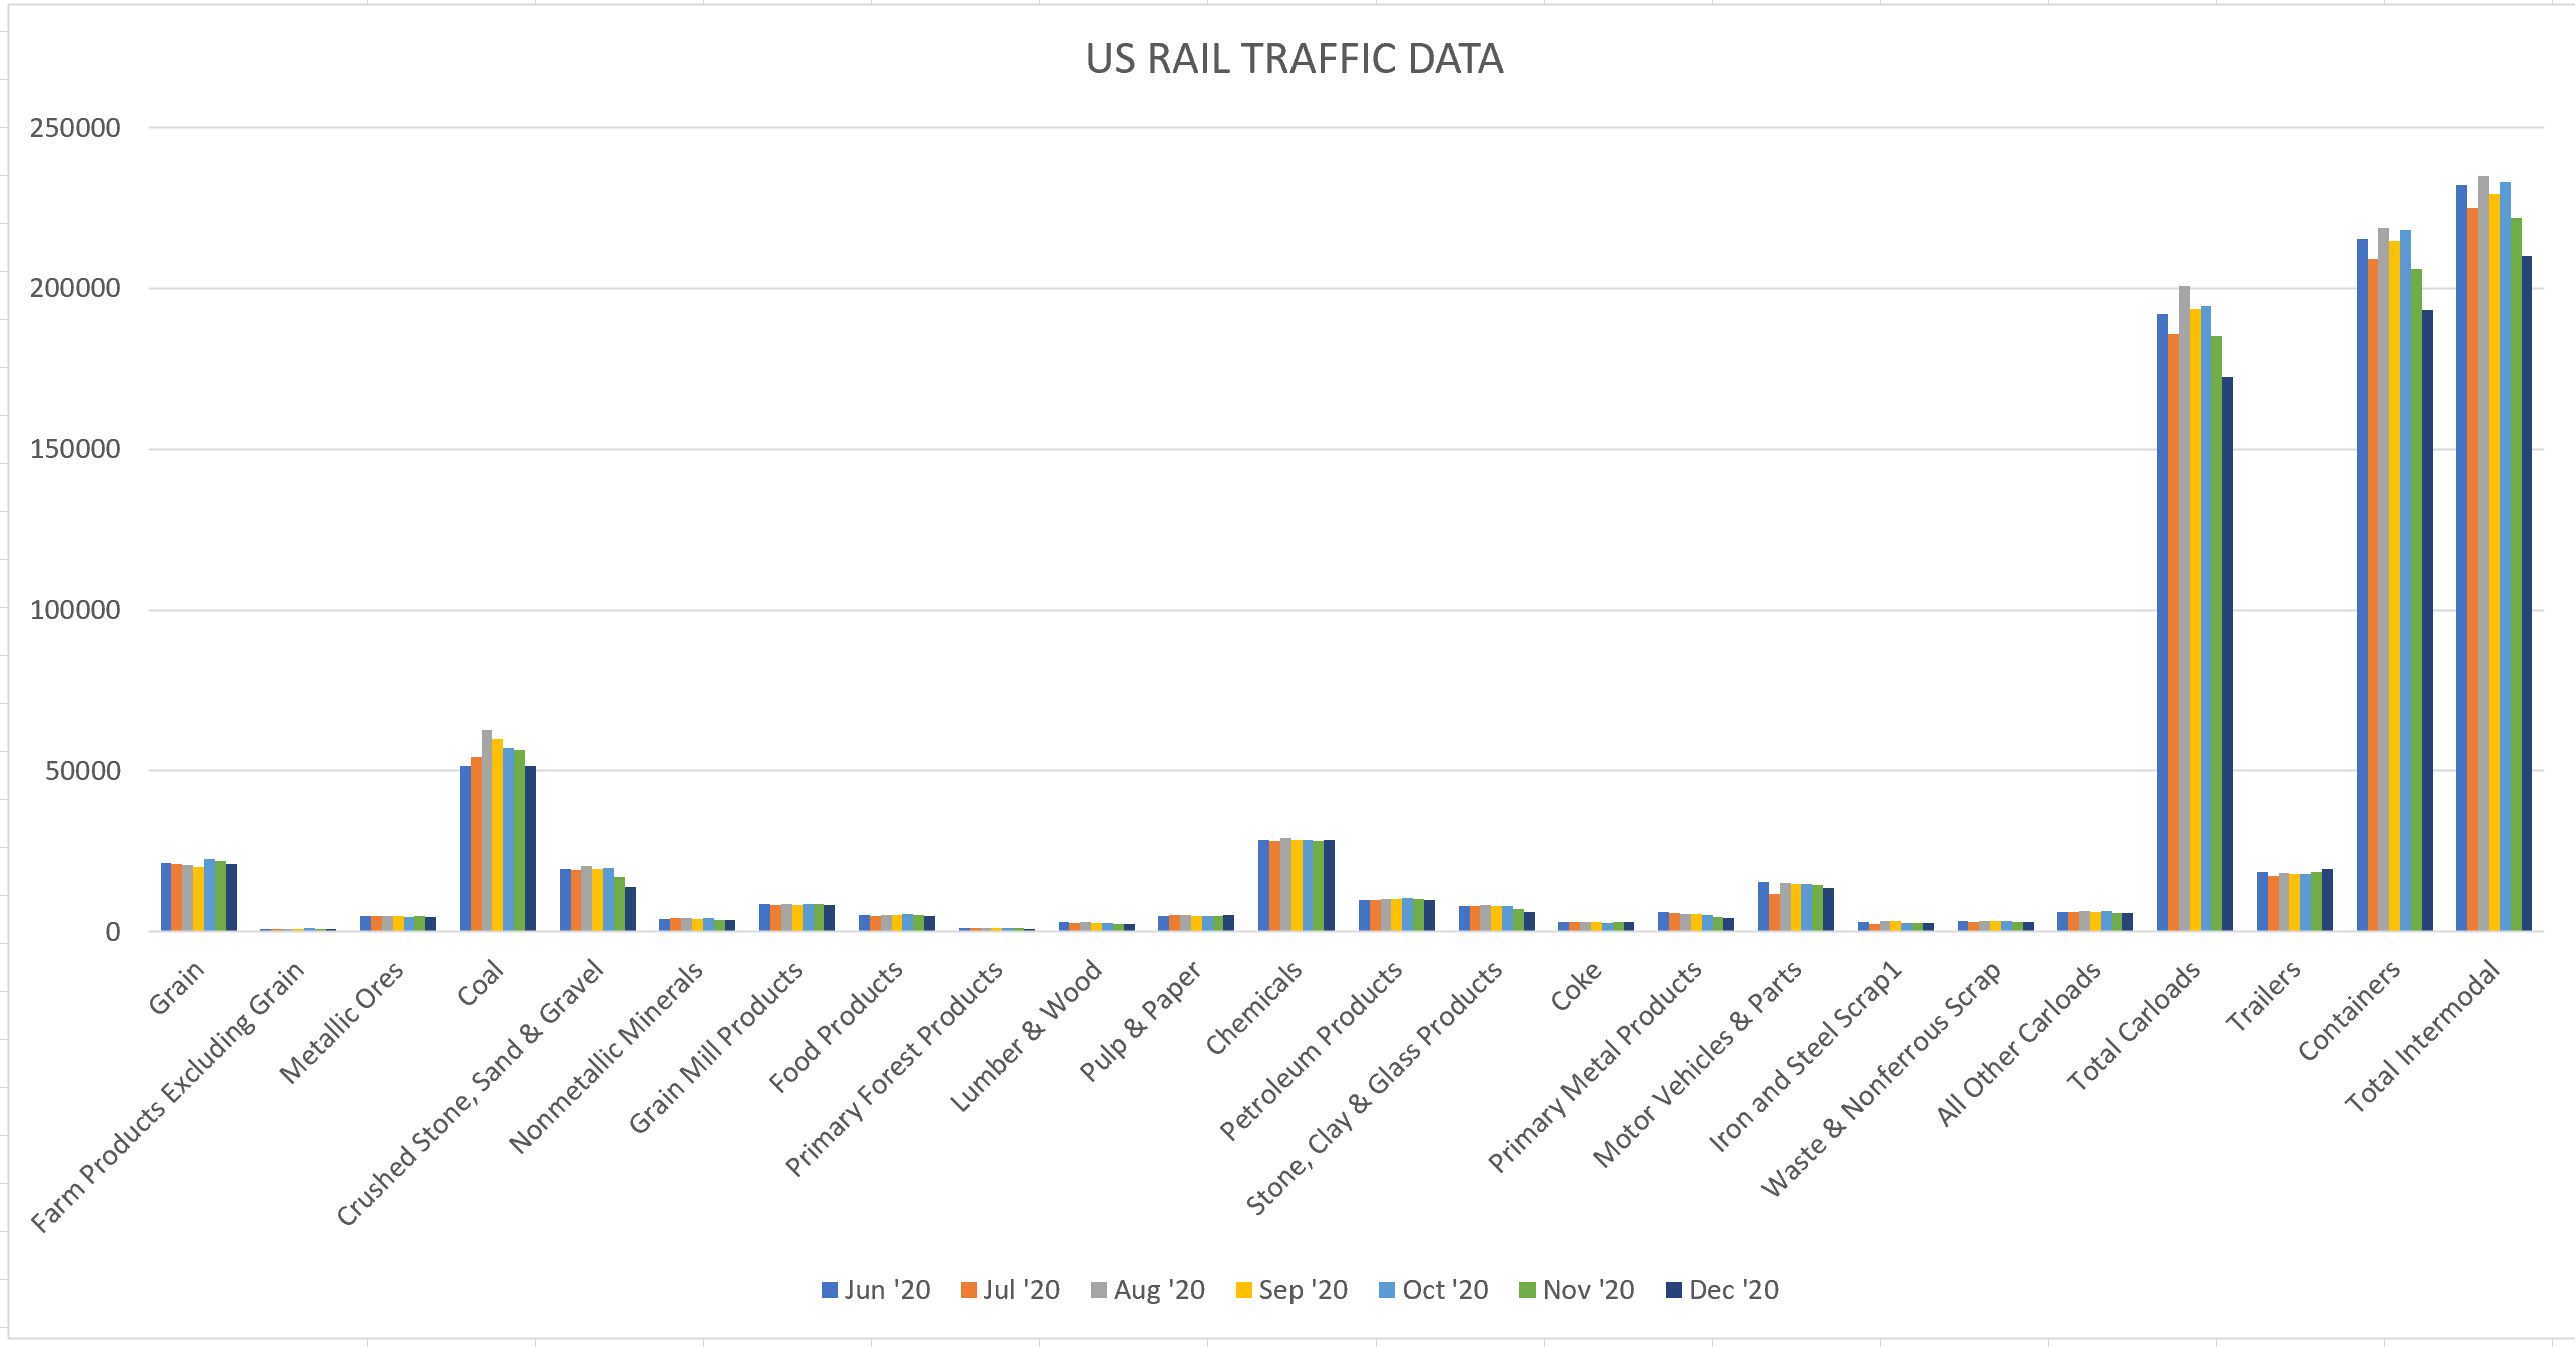 US RAIL TRAFFIC DATA
250000
200000
150000
100000
50000
0
Grain
Farm Products Excluding Grain
Metallic Ores
Coal
Crushed Stone, Sand & Gravel
Nonmetallic Minerals
Grain Mill Products
Food Products
Primary Forest Products
Lumber & Wood
Pulp & Paper
Chemicals
Petroleum Products
Stone, Clay & Glass Products
Coke
Primary Metal Products
Motor Vehicles & Parts
Iron and Steel Scrap1
Waste & Nonferrous Scrap
All Other Carloads
Total Carloads
Trailers
Containers
Total Intermodal
Jun '20 Jul '20 Aug '20 Sep '20 Oct '20 Nov '20 Dec '20